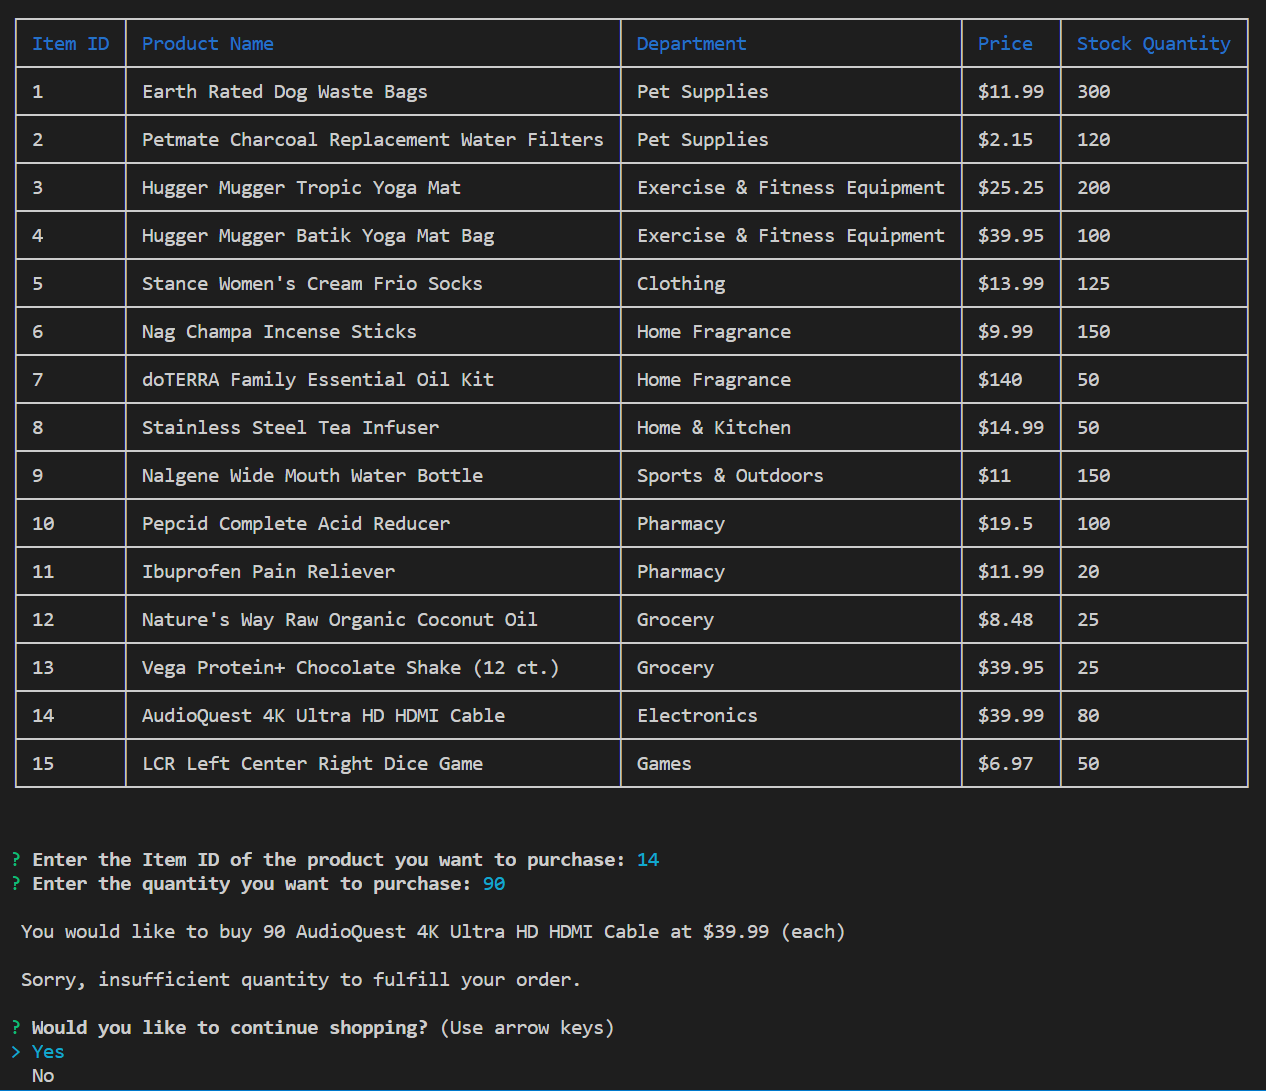 Item ID Product Name Department Price Stock Quantity
1 Earth Rated Dog Waste Bags Pet Supplies $11.99 300
2 Petmate Charcoal Replacement Water Filters Pet Supplies $2.15 120
3 Hugger Mugger Tropic Yoga Mat Exercise & Fitness Equipment $25.25 200
4 Hugger Mugger Batik Yoga Mat Bag Exercise & Fitness Equipment $39.95 100
5 Stance Women's Cream Frio Socks Clothing $13.99 125
6 Nag Champa Incense Sticks Home Fragrance $9.99 150
7 doTERRA Family Essential Oil Kit Home Fragrance $140 50
8 Stainless Steel Tea Infuser Home & Kitchen $14.99 50
9 Nalgene Wide Mouth Water Bottle Sports & Outdoors $11 150
10 Pepcid Complete Acid Reducer Pharmacy $19.5 100
11 Ibuprofen Pain Reliever Pharmacy $11.99 20
12 Nature's Way Raw Organic Coconut Oil Grocery $8.48 25
13 Vega Protein+ Chocolate Shake (12 ct.) Grocery $39.95 25
14 AudioQuest 4K Ultra HD HDMI Cable Electronics $39.99 80
15 LCR Left Center Right Dice Game Games $6.97 50
? Enter the Item ID of the product you want to purchase: 14
? Enter the quantity you want to purchase: 90
You would like to buy 90 AudioQuest 4K Ultra HD HDMI Cable at $39.99 (each)
Sorry, insufficient quantity to fulfill your order.
? Would you like to continue shopping? (Use arrow keys)
> Yes
No